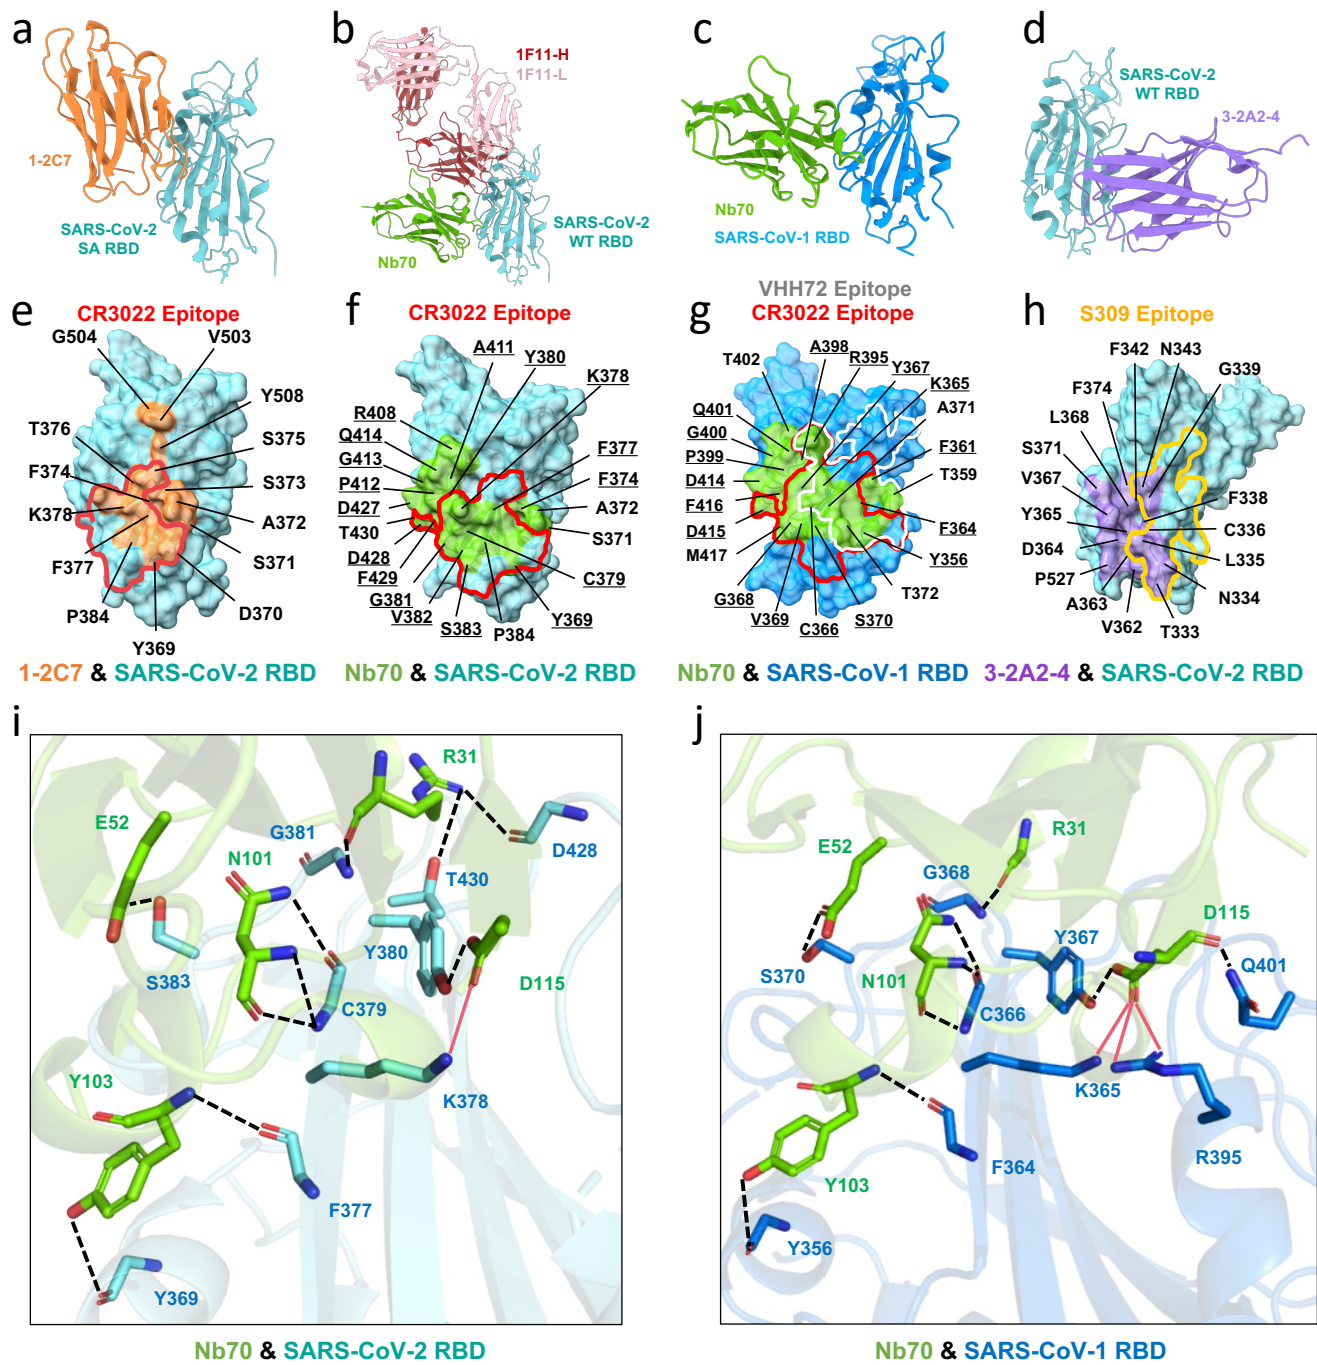 a
1-2C7
SARS-CoV-2
SA RBD
b
1F11-H
1F11-L
Nb70
SARS-CoV-2
WT RBD
c
Nb70
SARS-CoV-1 RBD
d
SARS-CoV-2
WT RBD
3-2A2-4
e
CR3022 Epitope
G504
V503
Y508
T376
S375
F374
S373
K378
A372
F377
S371
P384
D370
Y369
1-2C7 & SARS-CoV-2 RBD
f
CR3022 Epitope
A411
Y380
K378
R408
Q414
G413
F377
P412
F374
D427
A372
T430
S371
D428
F429
C379
G381
V382
S383
P384
Y369
Nb70 & SARS-CoV-2 RBD
g
VHH72 Epitope
CR3022 Epitope
A398
R395
T402
Y367
K365
Q401
A371
G400
P399
F361
D414
T359
F416
D415
F364
M417
Y356
G368
T372
V369
S370
C366
Nb70 & SARS-CoV-1 RBD
h
S309 Epitope
F342
N343
F374
G339
L368
S371
V367
F338
Y365
C336
D364
L335
P527
A363
N334
V362
T333
3-2A2-4 & SARS-CoV-2 RBD
i
R31
E52
G381
N101
D428
T430
Y380
S383
D115
C379
Y103
K378
F377
Y369
Nb70 & SARS-CoV-2 RBD
j
R31
E52
G368
D115
Y367
S370
Q401
N101
C366
K365
F364
R395
Y103
Y356
Nb70 & SARS-CoV-1 RBD